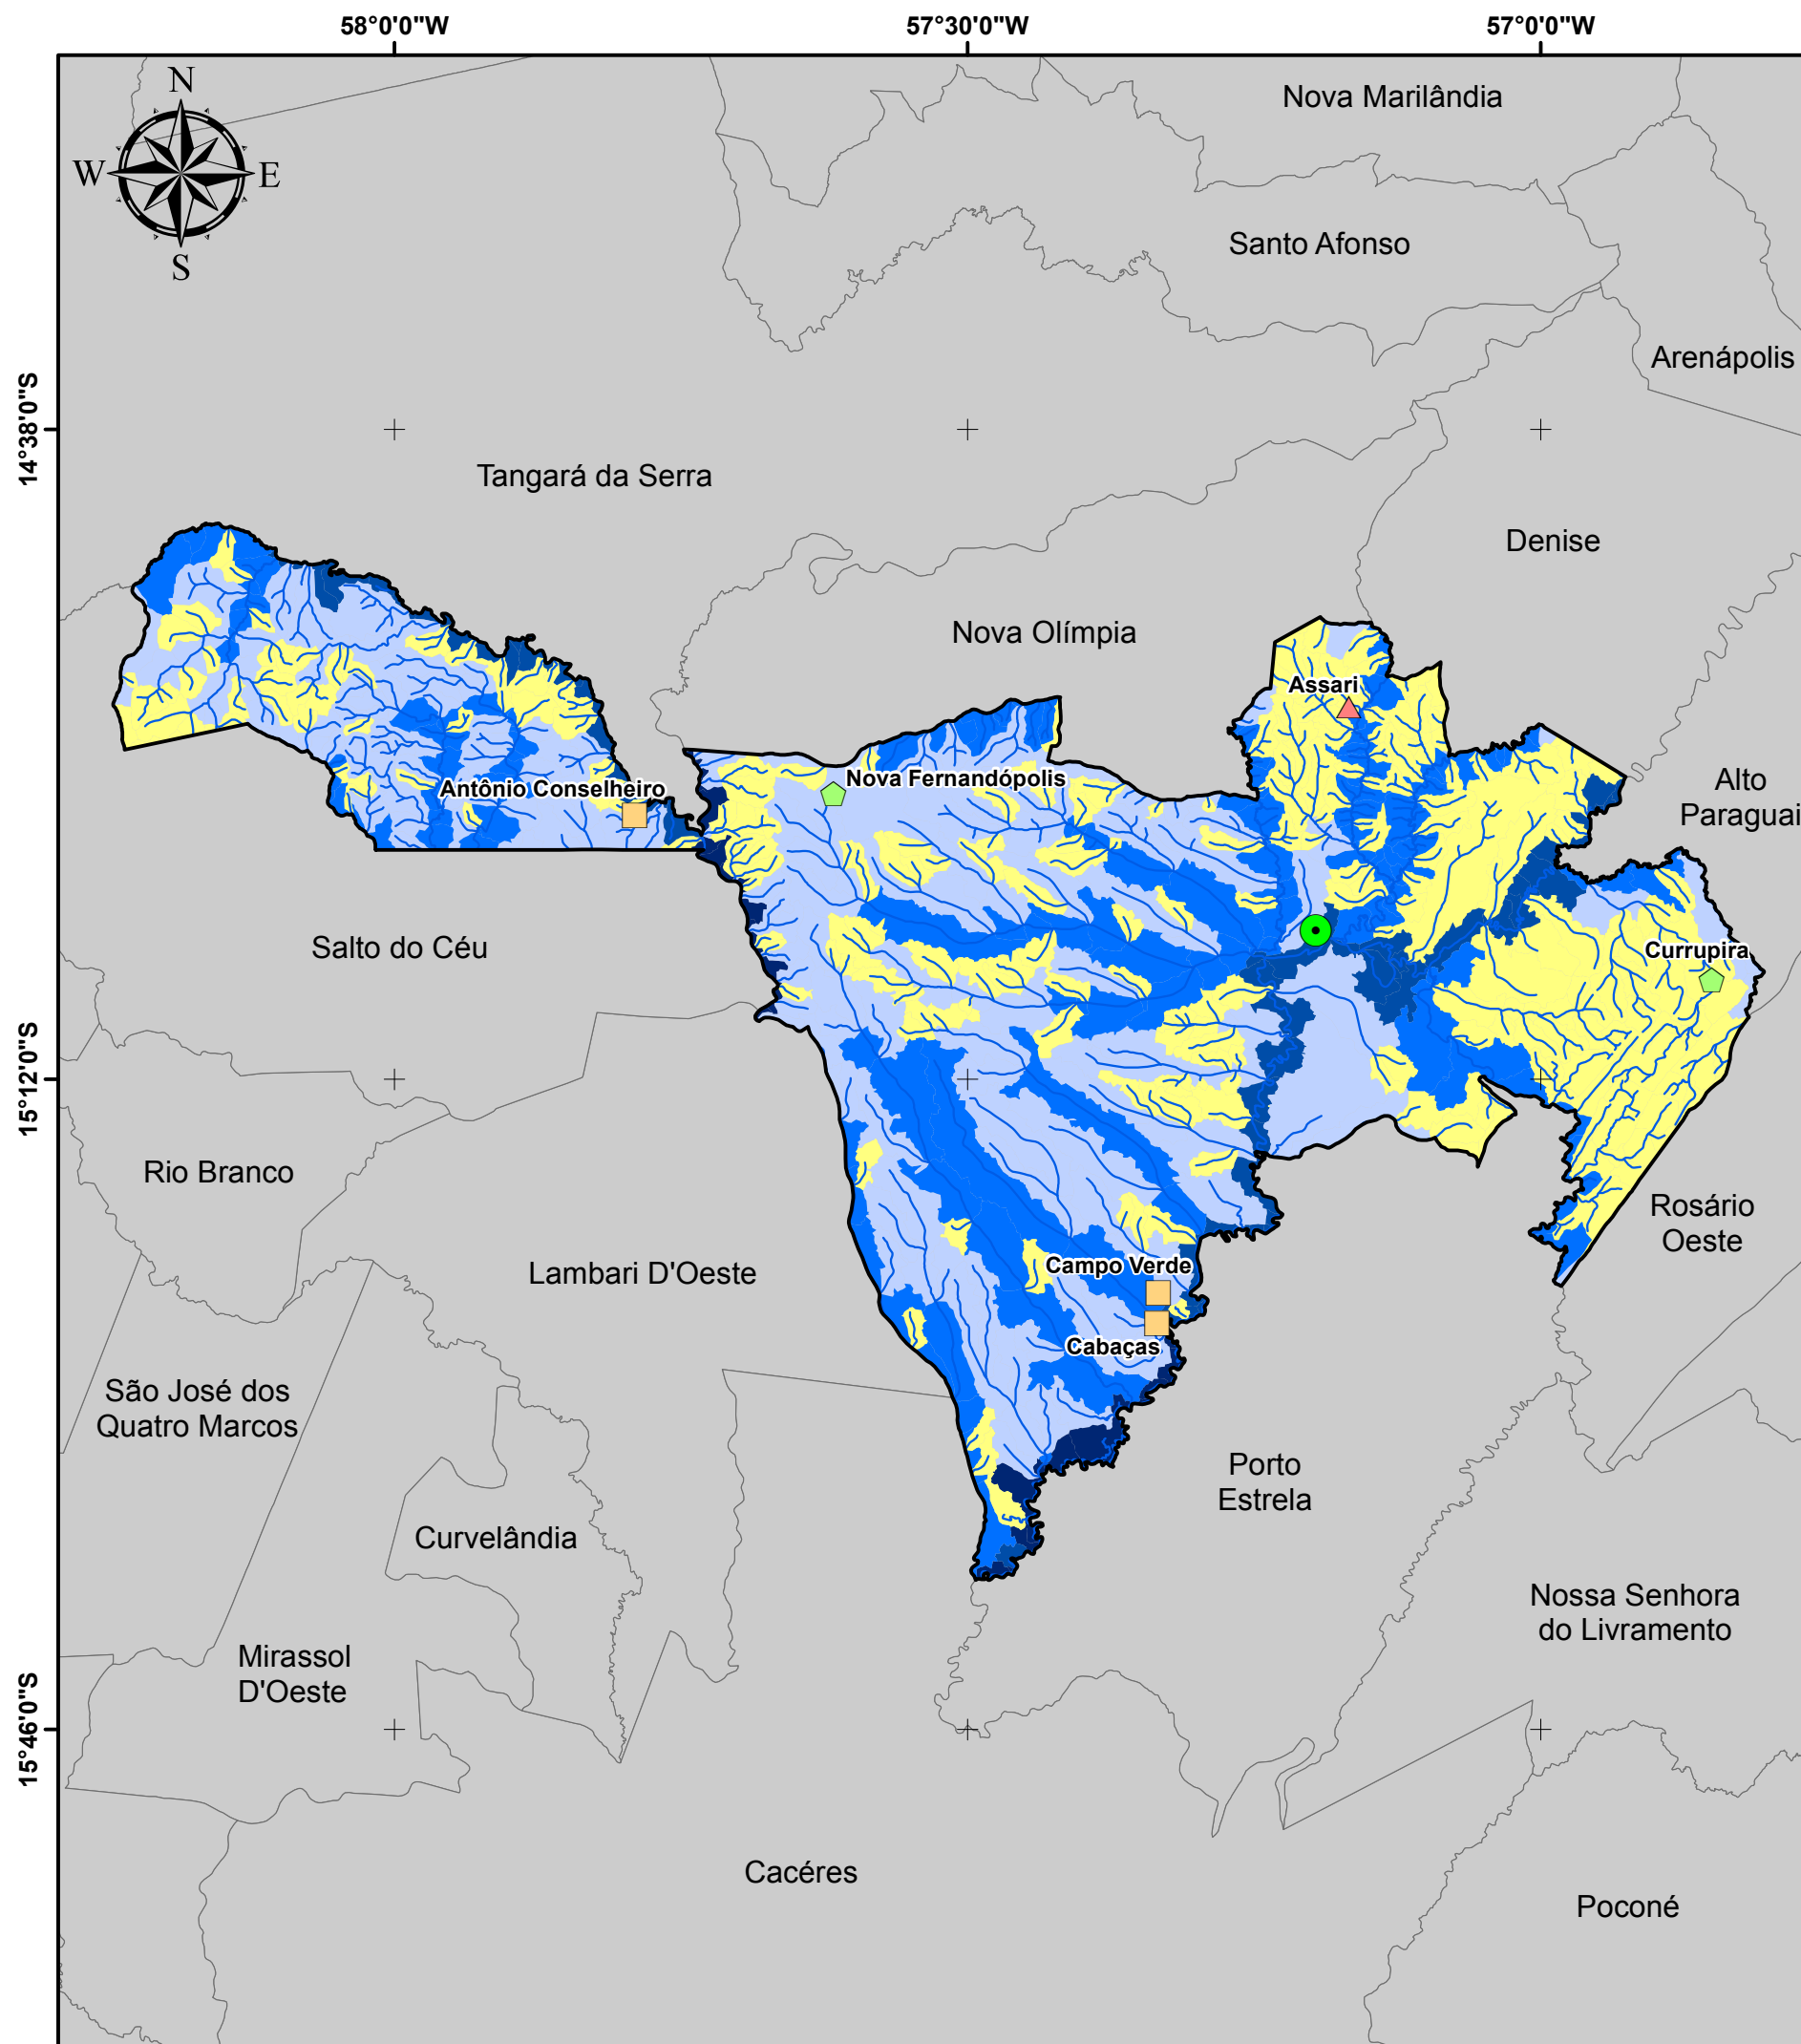 58°0'0"W
57°30'0"W
57°0'0"W
N
W
E
S
Nova Marilândia
Santo Afonso
Arenápolis
14°38'0"S
Tangará da Serra
Denise
Nova Olímpia
Assari
Nova Fernandópolis
Antônio Conselheiro
Alto
Paraguai
Salto do Céu
Currupira
15°12'0"S
Rio Branco
Rosário
Oeste
Lambari D'Oeste
Campo Verde
Cabaças
São José dos
Quatro Marcos
Porto
Estrela
Curvelândia
Nossa Senhora
do Livramento
Mirassol
D'Oeste
15°46'0"S
Cacéres
Poconé